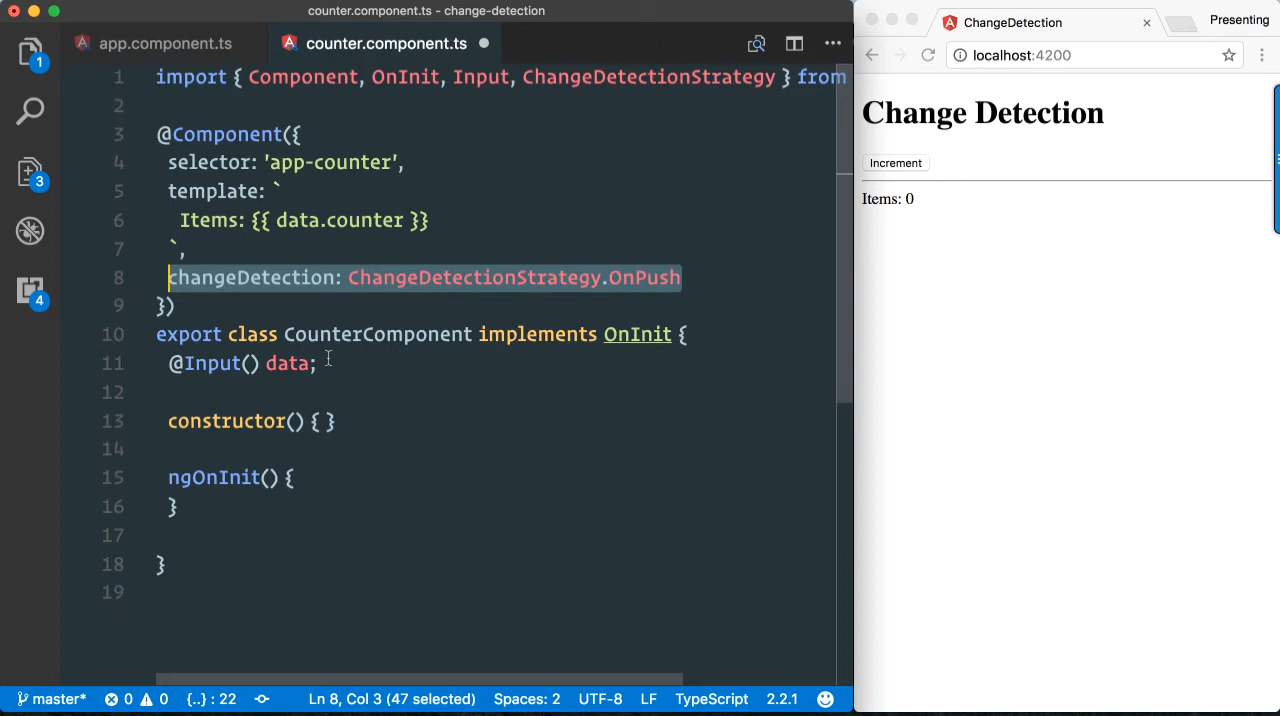 counter.component.ts - change-detection
app.component.ts
counter.component.ts
1 import { Component, OnInit, Input, ChangeDetectionStrategy } from
2
3 @Component({
4 selector: 'app-counter',
5 template: `
6 Items: {{ data.counter }}
7 `,
8 changeDetection: ChangeDetectionStrategy.OnPush
9 })
10 export class CounterComponent implements OnInit {
11 @Input() data;
12
13 constructor() { }
14
15 ngOnInit() {
16 }
17
18 }
19
1
3
4
master* 0 0 {..} : 22 Ln 8, Col 3 (47 selected) Spaces: 2 UTF-8 LF TypeScript 2.2.1
ChangeDetection
Presenting
localhost:4200
Change Detection
Increment
Items: 0